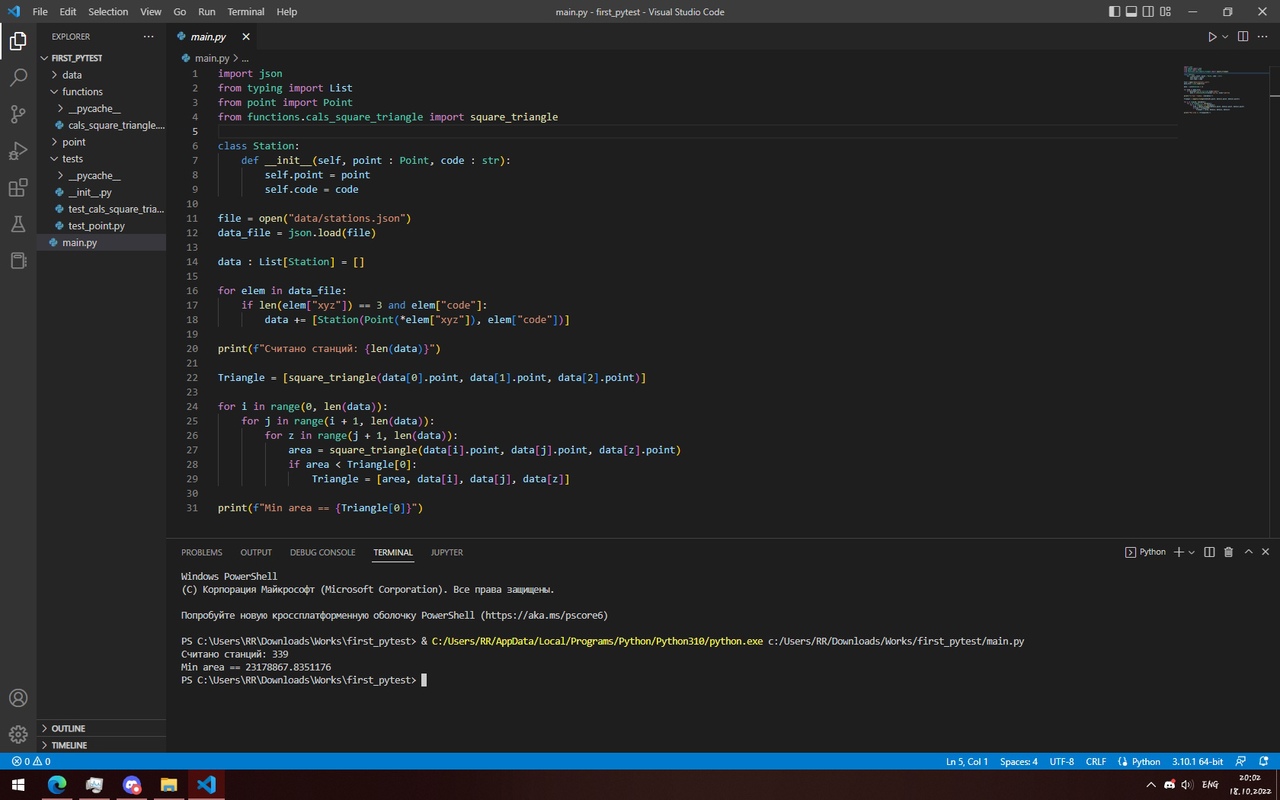 File Edit Selection View Go Run Terminal Help
main.py - first_pytest - Visual Studio Code
EXPLORER
FIRST_PYTEST
data
functions
__pycache__
cals_square_triangle....
point
tests
__pycache__
__init__.py
test_cals_square_tria...
test_point.py
main.py
OUTLINE
TIMELINE
main.py
main.py > ...
1 import json
2 from typing import List
3 from point import Point
4 from functions.cals_square_triangle import square_triangle
5
6 class Station:
7 def __init__(self, point : Point, code : str):
8 self.point = point
9 self.code = code
10
11 file = open("data/stations.json")
12 data_file = json.load(file)
13
14 data : List[Station] = []
15
16 for elem in data_file:
17 if len(elem["xyz"]) == 3 and elem["code"]:
18 data += [Station(Point(*elem["xyz"]), elem["code"])]
19
20 print(f"Считано станций: {len(data)}")
21
22 Triangle = [square_triangle(data[0].point, data[1].point, data[2].point)]
23
24 for i in range(0, len(data)):
25 for j in range(i + 1, len(data)):
26 for z in range(j + 1, len(data)):
27 area = square_triangle(data[i].point, data[j].point, data[z].point)
28 if area < Triangle[0]:
29 Triangle = [area, data[i], data[j], data[z]]
30
31 print(f"Min area == {Triangle[0]}")
PROBLEMS OUTPUT DEBUG CONSOLE TERMINAL JUPYTER
Python
Windows PowerShell
(C) Корпорация Майкрософт (Microsoft Corporation). Все права защищены.
Попробуйте новую кроссплатформенную оболочку PowerShell (https://aka.ms/pscore6)
PS C:\Users\RR\Downloads\Works\first_pytest> & C:/Users/RR/AppData/Local/Programs/Python/Python310/python.exe c:/Users/RR/Downloads/Works/first_pytest/main.py
Считано станций: 339
Min area == 23178867.8351176
PS C:\Users\RR\Downloads\Works\first_pytest>
0 0
Ln 5, Col 1 Spaces: 4 UTF-8 CRLF Python 3.10.1 64-bit
ENG
20:02
18.10.2022